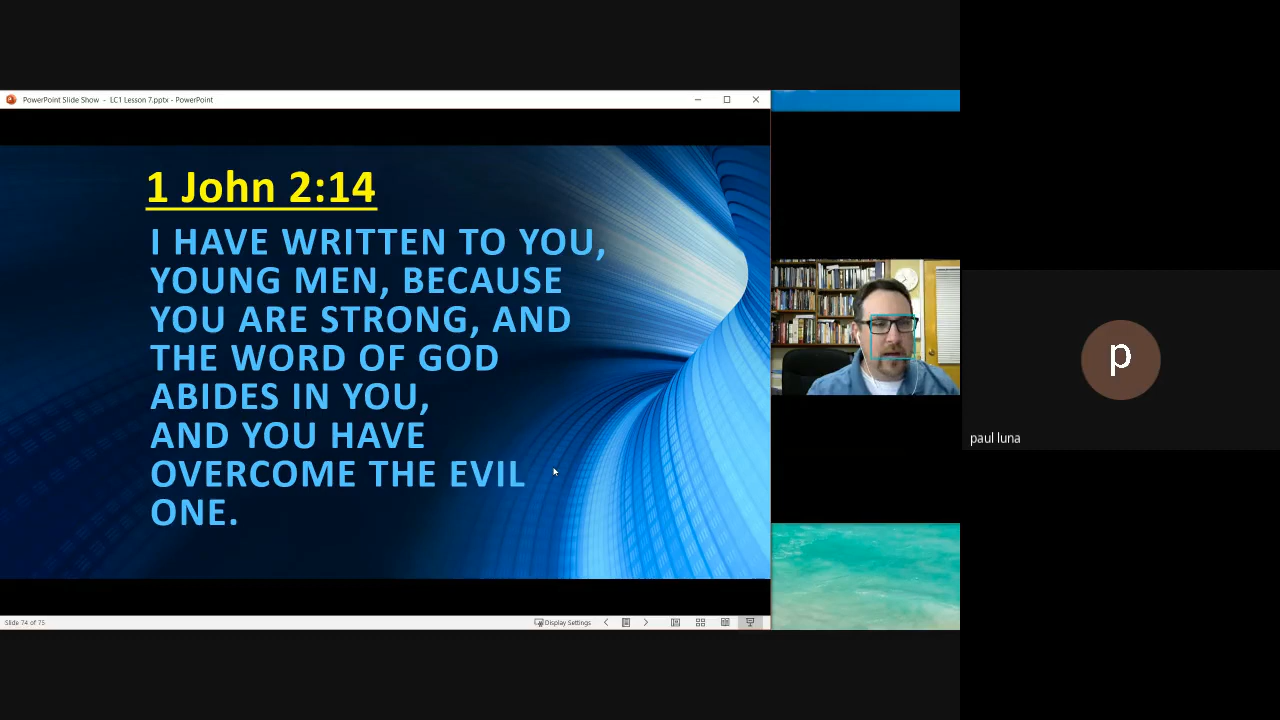 PowerPoint Slide Show - LC1 Lesson 7.pptx - PowerPoint
1 John 2:14
I HAVE WRITTEN TO YOU,
YOUNG MEN, BECAUSE
YOU ARE STRONG, AND
THE WORD OF GOD
ABIDES IN YOU,
AND YOU HAVE
OVERCOME THE EVIL
ONE.
Slide 74 of 75
Display Settings
p
paul luna